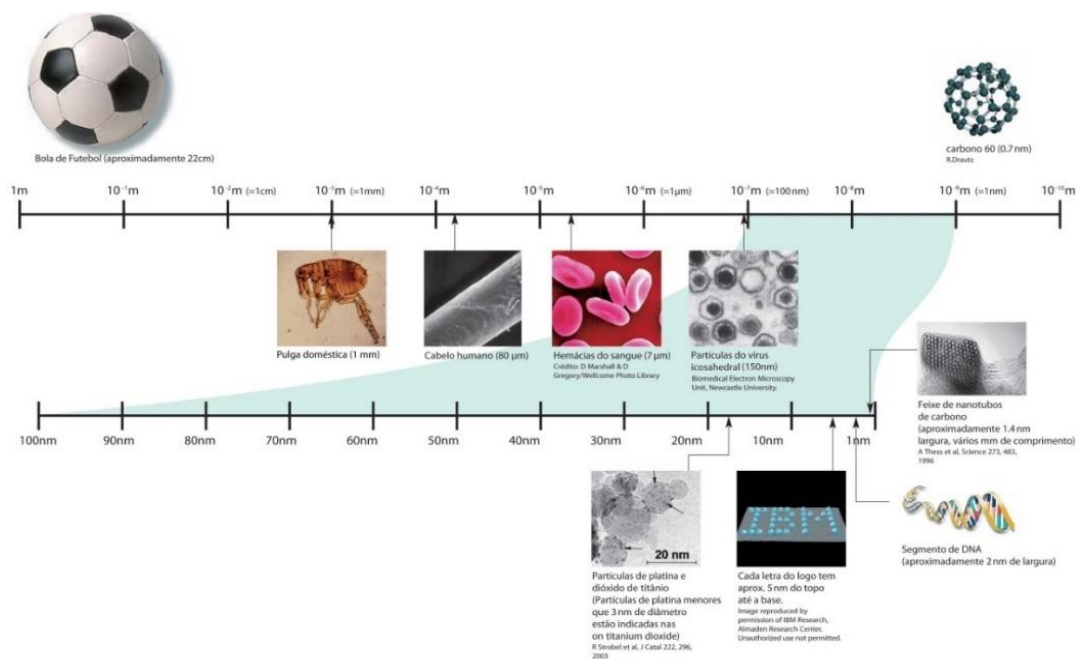 Bola de Futebol (aproximadamente 22cm)
carbono 60 (0.7 nm)
R.Drautz
1m 10⁻¹m 10⁻²m (=1cm) 10⁻³m (=1mm) 10⁻⁴m 10⁻⁵m 10⁻⁶m (=1µm) 10⁻⁷m (=100nm) 10⁻⁸m 10⁻⁹m (=1nm) 10⁻¹⁰m
Pulga doméstica (1 mm)
Cabelo humano (80 µm)
Hemácias do sangue (7 µm)
Crédito: D Marshall & D
Gregory/Wellcome Photo Library
Partículas do vírus
icosahedral (150nm)
Biomedical Electron Microscopy
Unit, Newcastle University.
Feixe de nanotubos
de carbono
(aproximadamente 1.4 nm
largura, vários mm de comprimento)
A Thess et al, Science 273, 483,
1996
100nm 90nm 80nm 70nm 60nm 50nm 40nm 30nm 20nm 10nm 1nm
20 nm
IBM
Segmento de DNA
(aproximadamente 2 nm de largura)
Partículas de platina e
dióxido de titânio
(Partículas de platina menores
que 3 nm de diâmetro
estão indicadas nas
on titanium dioxide)
R Strobel et al, J Catal 222, 296,
2003
Cada letra do logo tem
aprox. 5 nm do topo
até a base.
Image reproduced by
permission of IBM Research,
Almaden Research Center.
Unauthorized use not permitted.